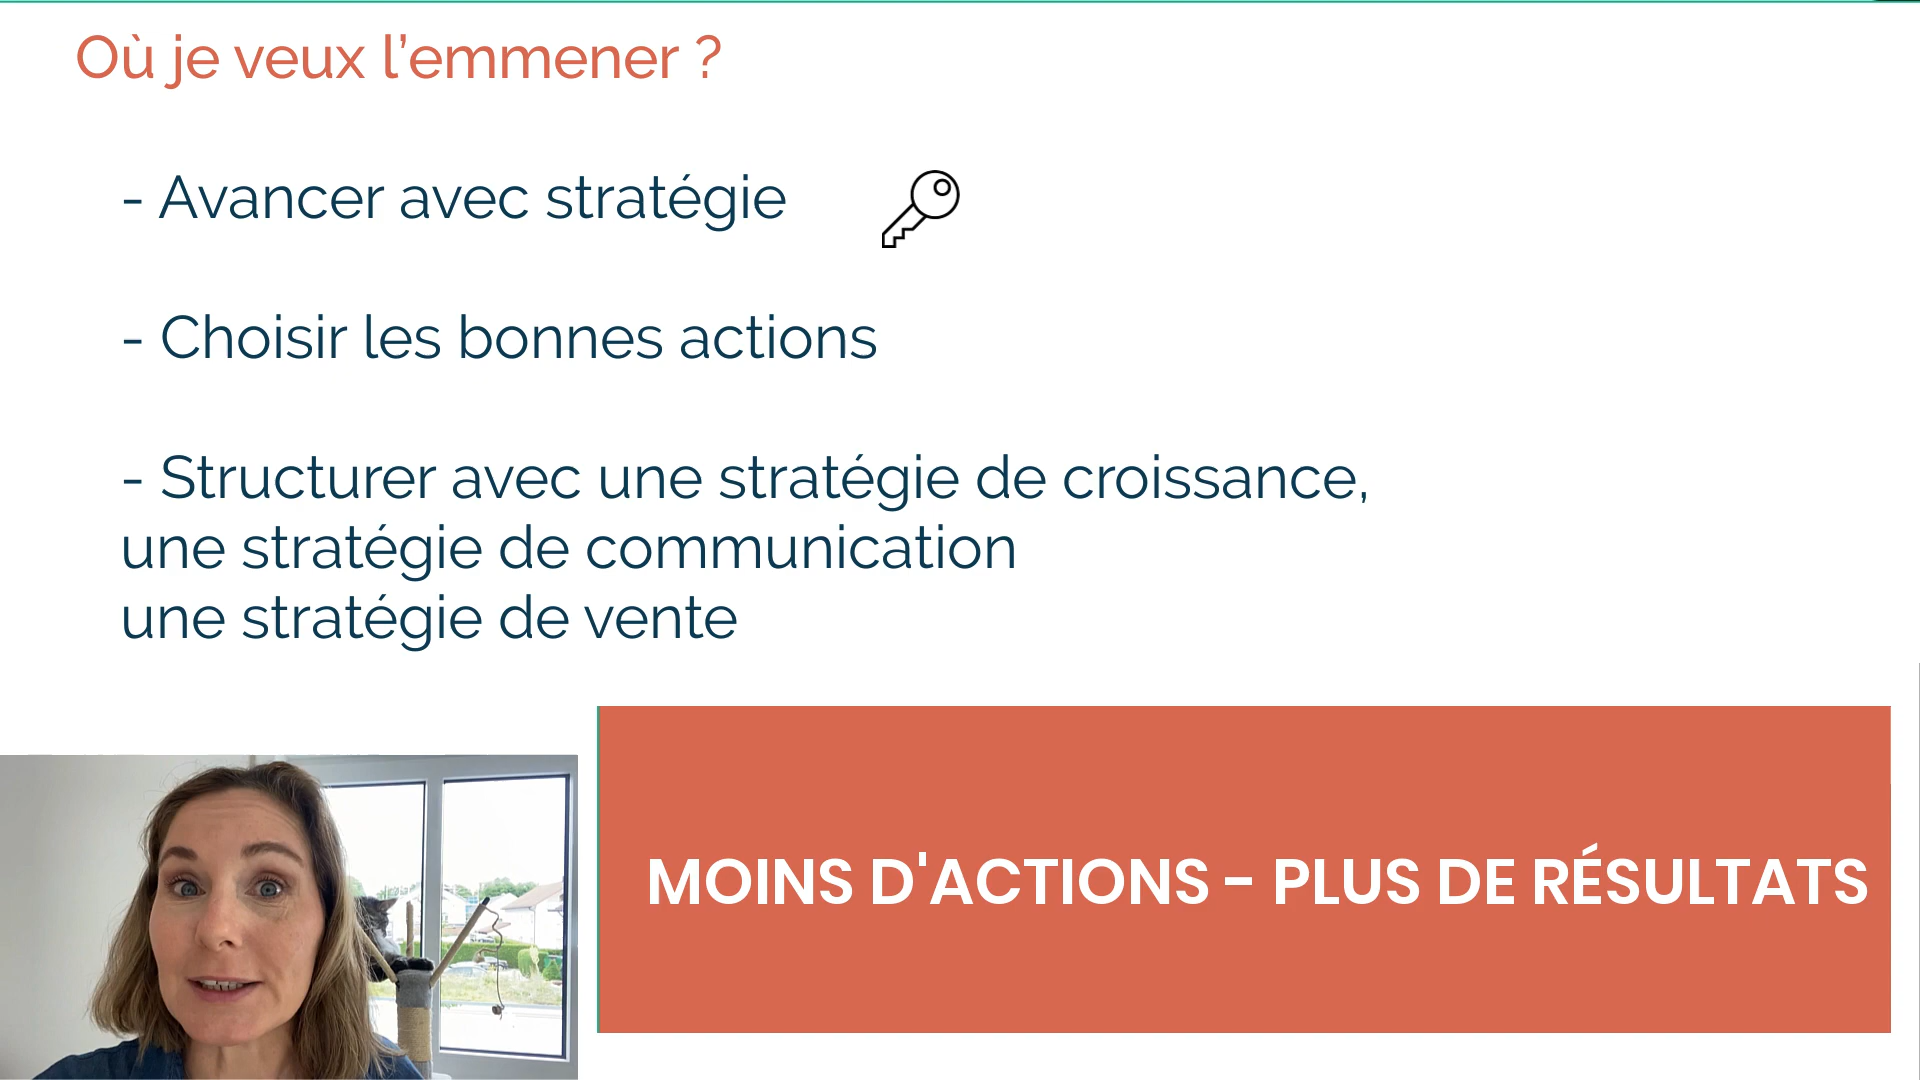 Où je veux l’emmener ?
- Avancer avec stratégie
- Choisir les bonnes actions
- Structurer avec une stratégie de croissance,
une stratégie de communication
une stratégie de vente
MOINS D'ACTIONS - PLUS DE RÉSULTATS